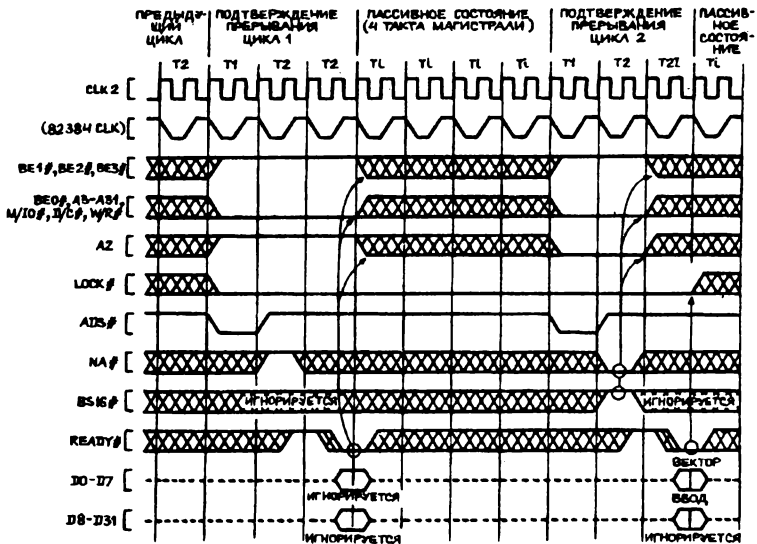 ПРЕДЫДУ-
ЩИЙ
ЦИКЛ
ПОДТВЕРЖДЕНИЕ
ПРЕРЫВАНИЯ
ЦИКЛ 1
ПАССИВНОЕ СОСТОЯНИЕ
(4 ТАКТА МАГИСТРАЛИ)
ПОДТВЕРЖДЕНИЕ
ПРЕРЫВАНИЯ
ЦИКЛ 2
ПАССИВ-
НОЕ
СОСТОЯ-
НИЕ
T2 T1 T2 T2 Ti Ti Ti Ti T1 T2 T2I Ti
CLK2
(82384 CLK)
BE1#, BE2#, BE3#
BE0#, A3-A31,
M/IO#, D/C#, W/R#
A2
LOCK#
ADS#
NA#
BS16# ИГНОРИРУЕТСЯ ИГНОРИРУЕТСЯ
READY#
ВЕКТОР
D0-D7
ИГНОРИРУЕТСЯ ВВОД
D8-D31
ИГНОРИРУЕТСЯ ИГНОРИРУЕТСЯ